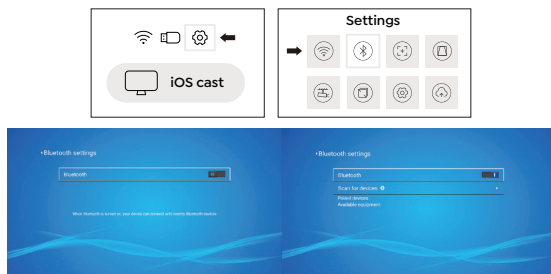 iOS cast
Settings
•Bluetooth settings
Bluetooth
When Bluetooth is turned on, your device can connect with nearby Bluetooth devices
•Bluetooth settings
Bluetooth
Scan for devices
Paired devices
Available equipment